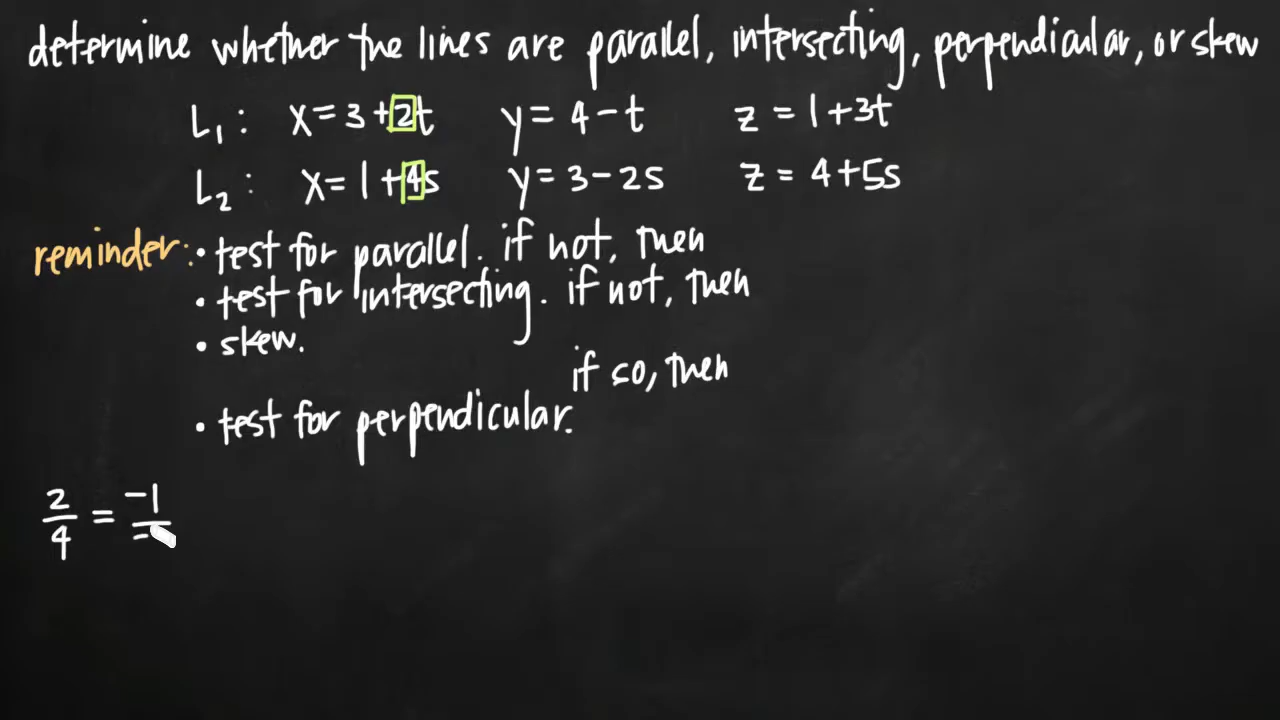 determine whether the lines are parallel, intersecting, perpendicular, or skew
L₁: x = 3 + 2t y = 4 - t z = 1 + 3t
L₂: x = 1 + 4s y = 3 - 2s z = 4 + 5s
reminder: • test for parallel. if not, then
• test for intersecting. if not, then
• skew.
if so, then
• test for perpendicular.
2/4 = -1/-